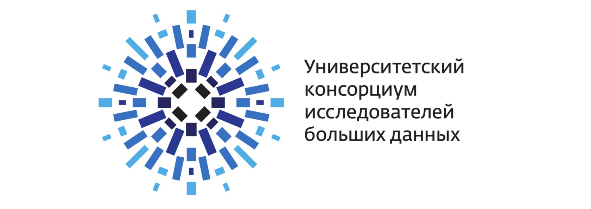 Университетский
консорциум
исследователей
больших данных